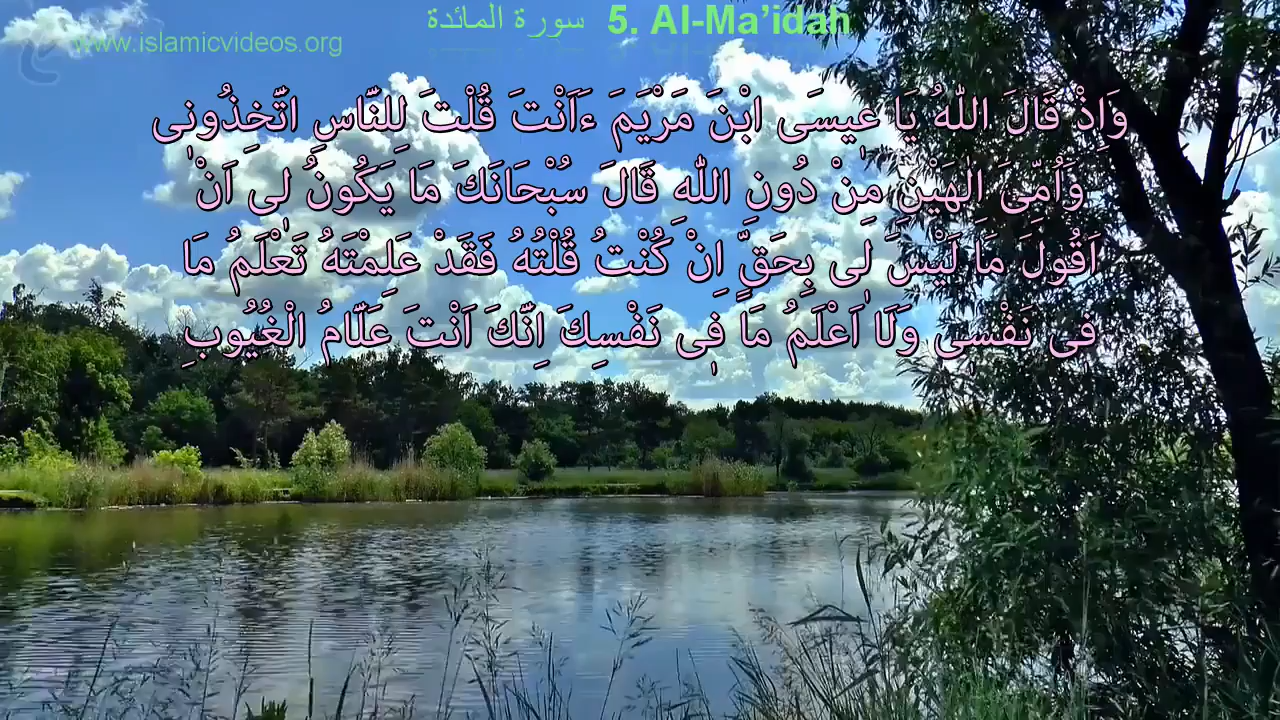 سورة المائدة 5. Al-Ma’idah
www.islamicvideos.org
وَاِذْ قَالَ اللّٰهُ يَا عٖيسَى ابْنَ مَرْيَمَ ءَاَنْتَ قُلْتَ لِلنَّاسِ اتَّخِذُونٖى
وَاُمِّىَ اِلٰهَيْنِ مِنْ دُونِ اللّٰهِ قَالَ سُبْحَانَكَ مَا يَكُونُ لٖى اَنْ
اَقُولَ مَا لَيْسَ لٖى بِحَقٍّ اِنْ كُنْتُ قُلْتُهُ فَقَدْ عَلِمْتَهُ تَعْلَمُ مَا
فٖى نَفْسٖى وَلَا اَعْلَمُ مَا فٖى نَفْسِكَ اِنَّكَ اَنْتَ عَلَّامُ الْغُيُوبِ